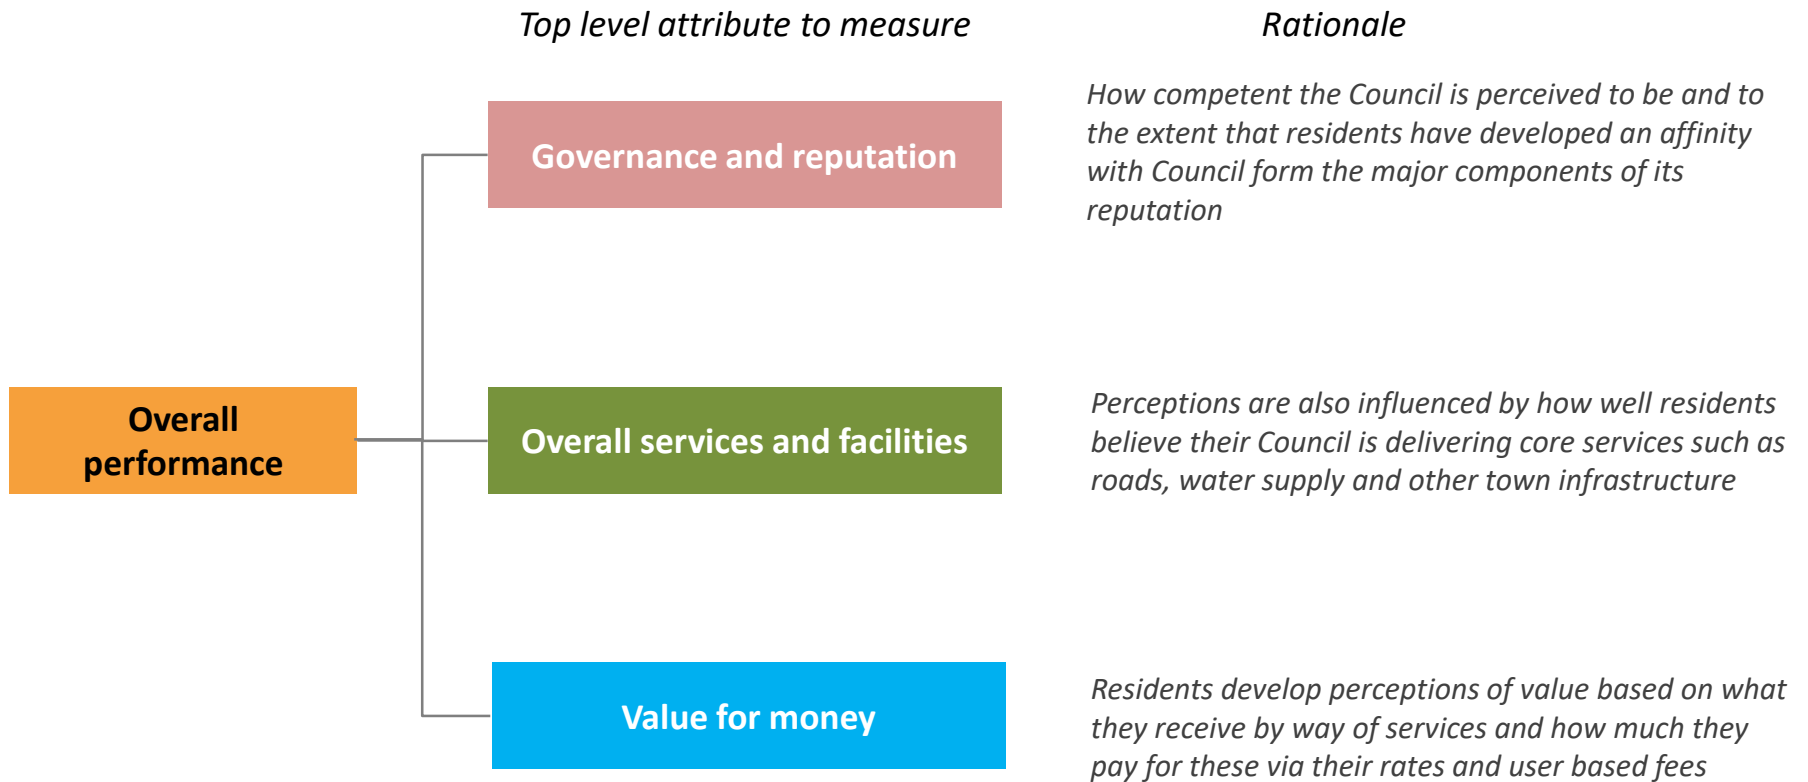 Top level attribute to measure
Rationale
Governance and reputation
How competent the Council is perceived to be and to
the extent that residents have developed an affinity
with Council form the major components of its
reputation
Overall
performance
Overall services and facilities
Perceptions are also influenced by how well residents
believe their Council is delivering core services such as
roads, water supply and other town infrastructure
Value for money
Residents develop perceptions of value based on what
they receive by way of services and how much they
pay for these via their rates and user based fees